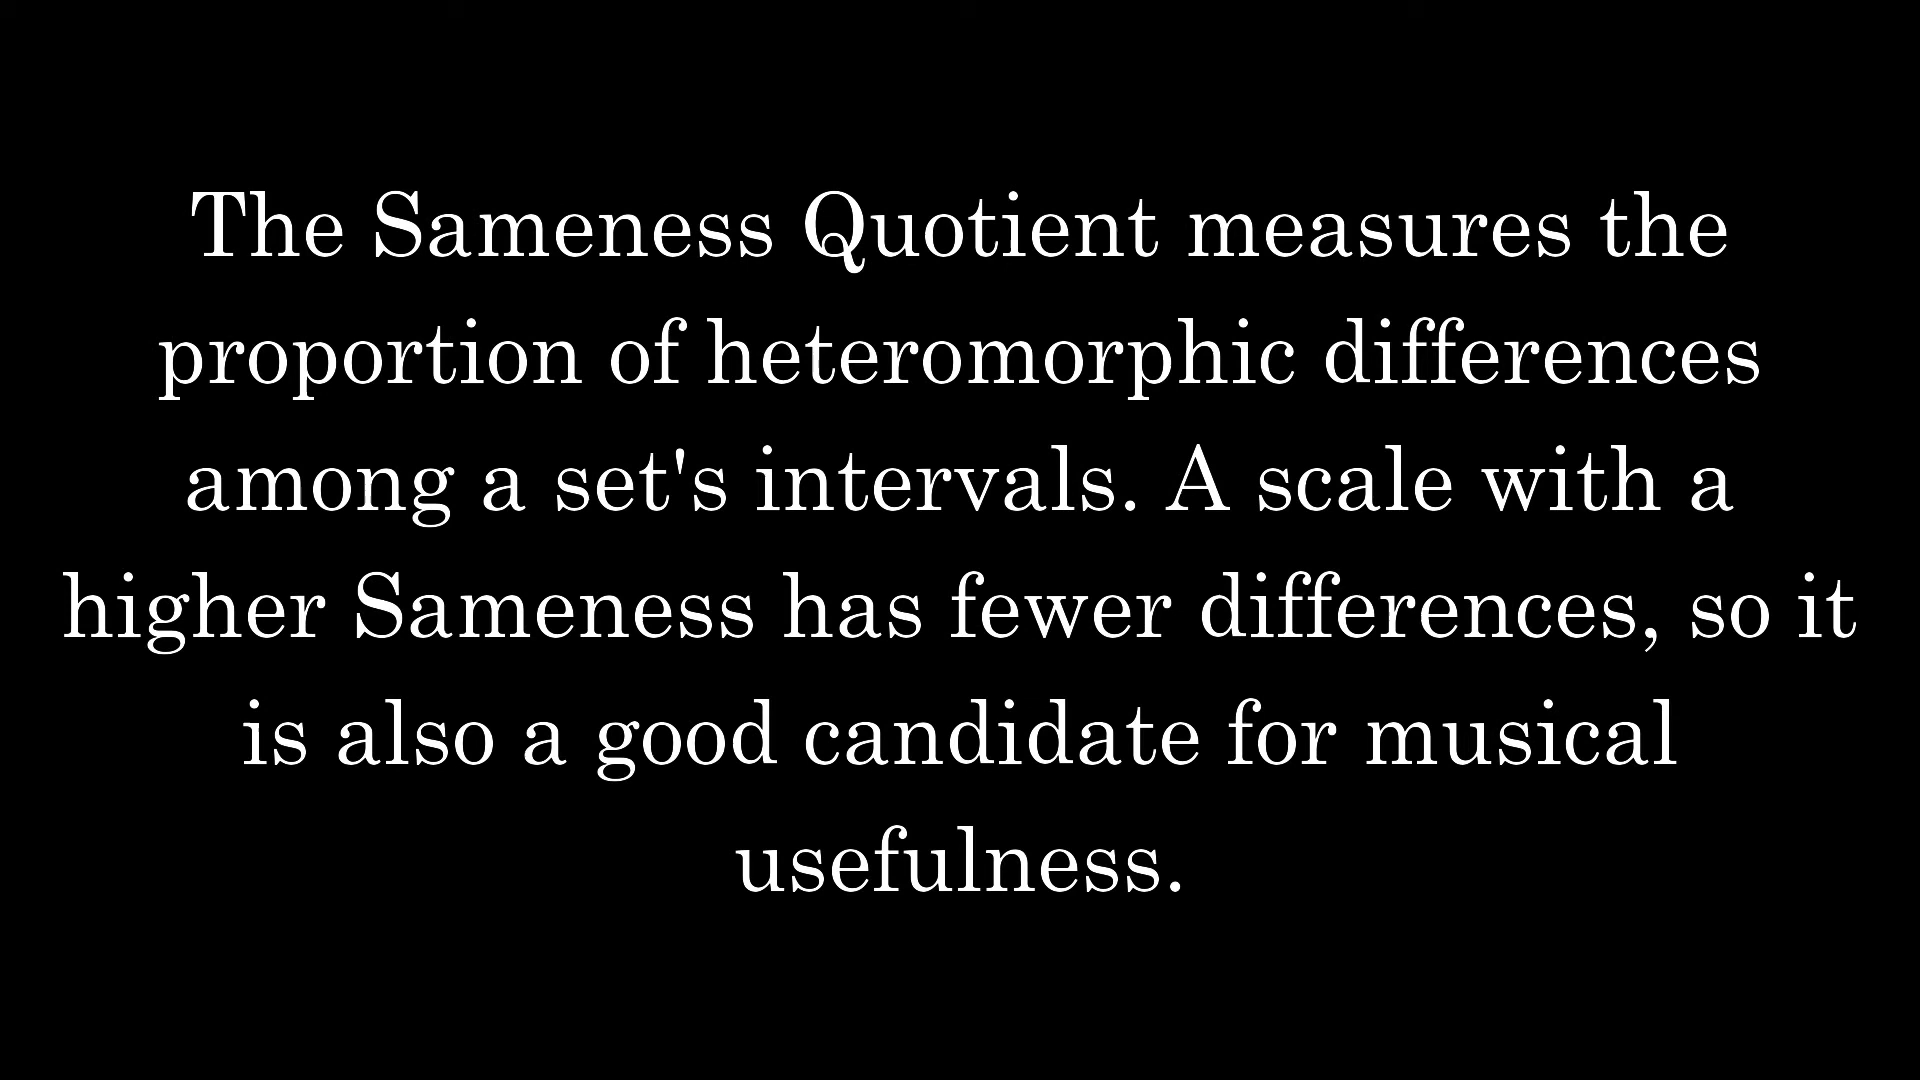 The Sameness Quotient measures the
proportion of heteromorphic differences
among a set's intervals. A scale with a
higher Sameness has fewer differences, so it
is also a good candidate for musical
usefulness.